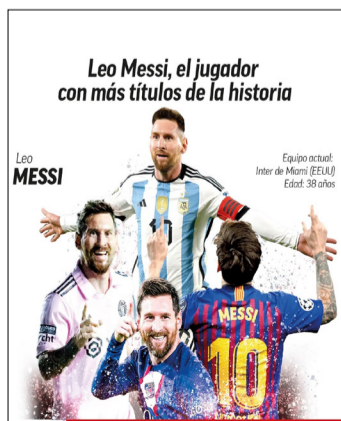 Leo Messi, el jugador
con más títulos de la historia
Leo
MESSI
Equipo actual:
Inter de Miami (EEUU)
Edad: 38 años
10
MESSI
10